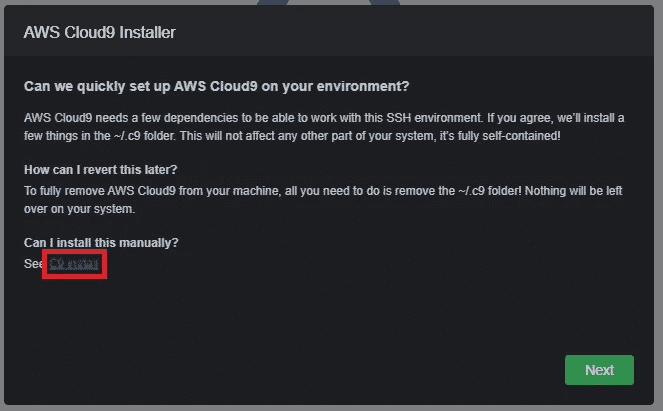 AWS Cloud9 Installer
Can we quickly set up AWS Cloud9 on your environment?
AWS Cloud9 needs a few dependencies to be able to work with this SSH environment. If you agree, we'll install a
few things in the ~/.c9 folder. This will not affect any other part of your system, it's fully self-contained!
How can I revert this later?
To fully remove AWS Cloud9 from your machine, all you need to do is remove the ~/.c9 folder! Nothing will be left
over on your system.
Can I install this manually?
See
Next